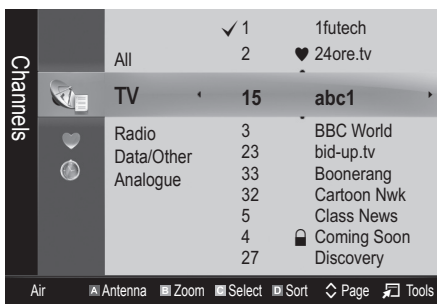 Channels
1 1futech
All 2 24ore.tv
TV 15 abc1
Radio 3 BBC World
Data/Other 23 bid-up.tv
Analogue 33 Boonerang
32 Cartoon Nwk
5 Class News
4 Coming Soon
27 Discovery
Air A Antenna B Zoom C Select D Sort Page Tools